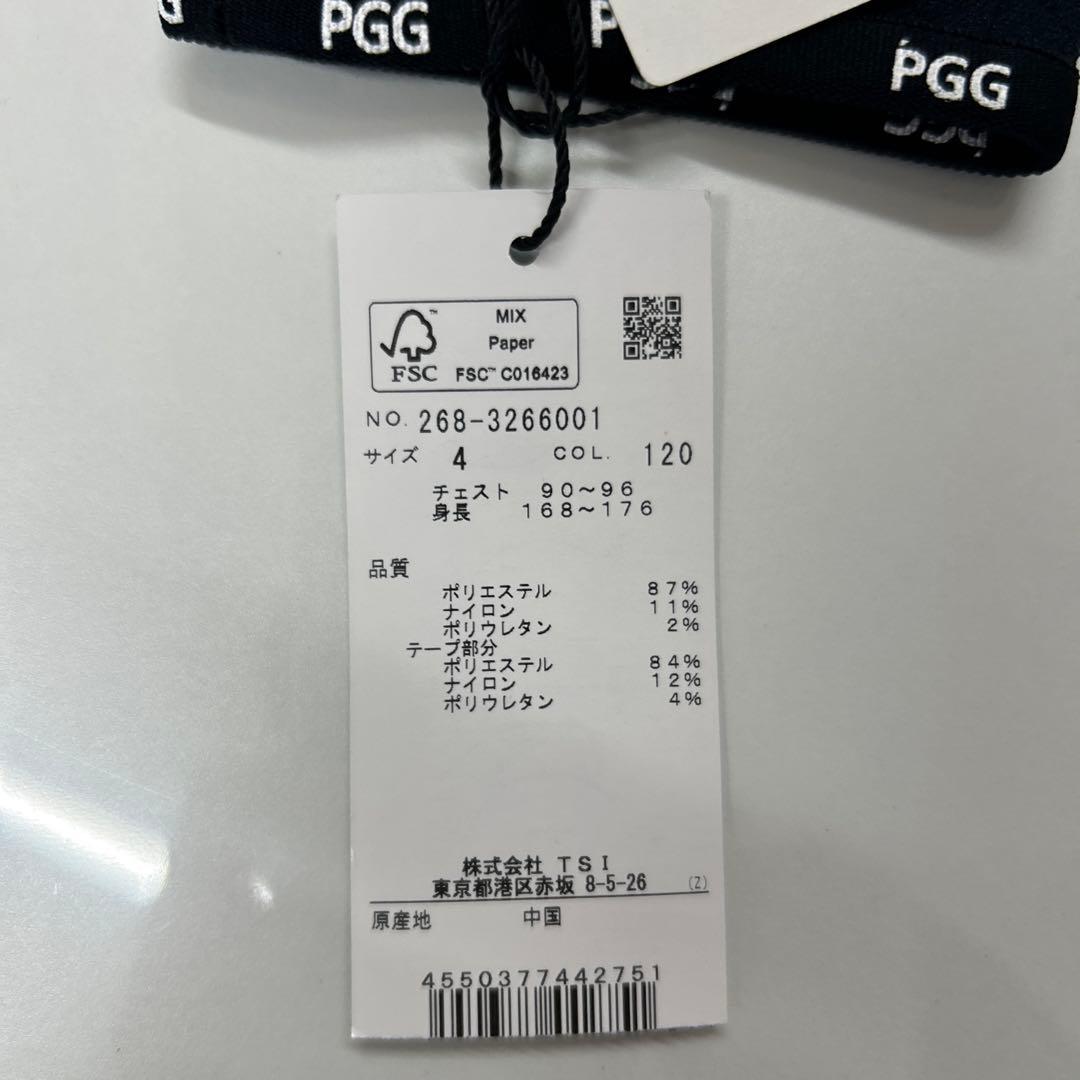 G PGG PGG
MIX
Paper
FSC™ C016423
FSC
NO. 268-3266001
サイズ 4 COL. 120
チェスト 90～96
身長 168～176
品質
ポリエステル 87%
ナイロン 11%
ポリウレタン 2%
テープ部分
ポリエステル 84%
ナイロン 12%
ポリウレタン 4%
株式会社 TSI
東京都港区赤坂 8-5-26 (Z)
原産地 中国
4550377442751